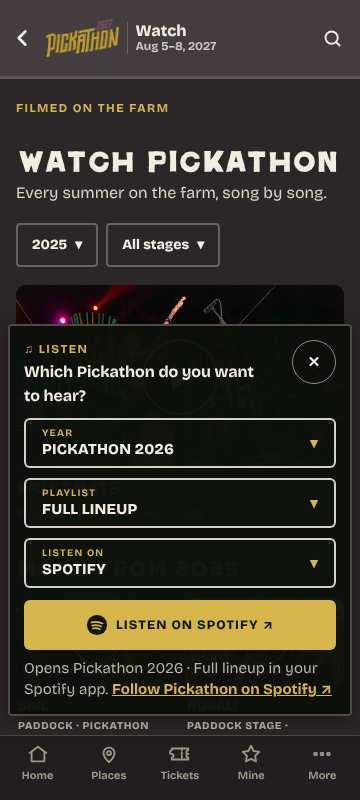 2027
PICKATHON
Watch
Aug 5–8, 2027
FILMED ON THE FARM
WATCH PICKATHON
Every summer on the farm, song by song.
2025 ▾
All stages ▾
♫ LISTEN
Which Pickathon do you want
to hear?
✕
YEAR
PICKATHON 2026
▼
PLAYLIST
FULL LINEUP
▼
LISTEN ON
SPOTIFY
▼
LISTEN ON SPOTIFY ↗
Opens Pickathon 2026 · Full lineup in your
Spotify app. Follow Pickathon on Spotify ↗
PADDOCK · PICKATHON
PADDOCK STAGE ·
Home
Places
Tickets
Mine
More